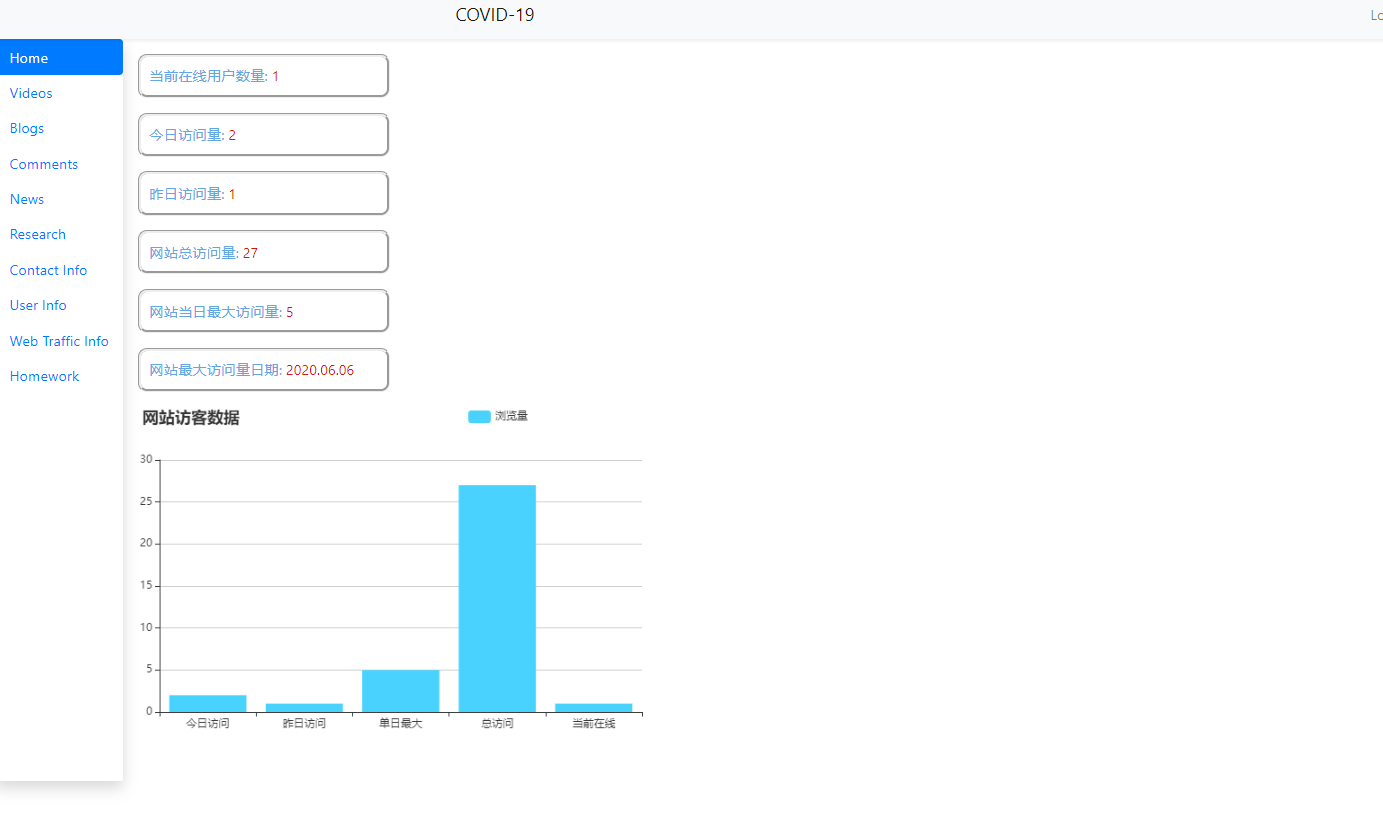 COVID-19
Lo
Home
Videos
Blogs
Comments
News
Research
Contact Info
User Info
Web Traffic Info
Homework
当前在线用户数量: 1
今日访问量: 2
昨日访问量: 1
网站总访问量: 27
网站当日最大访问量: 5
网站最大访问量日期: 2020.06.06
网站访客数据
浏览量
30
25
20
15
10
5
0
今日访问 昨日访问 单日最大 总访问 当前在线